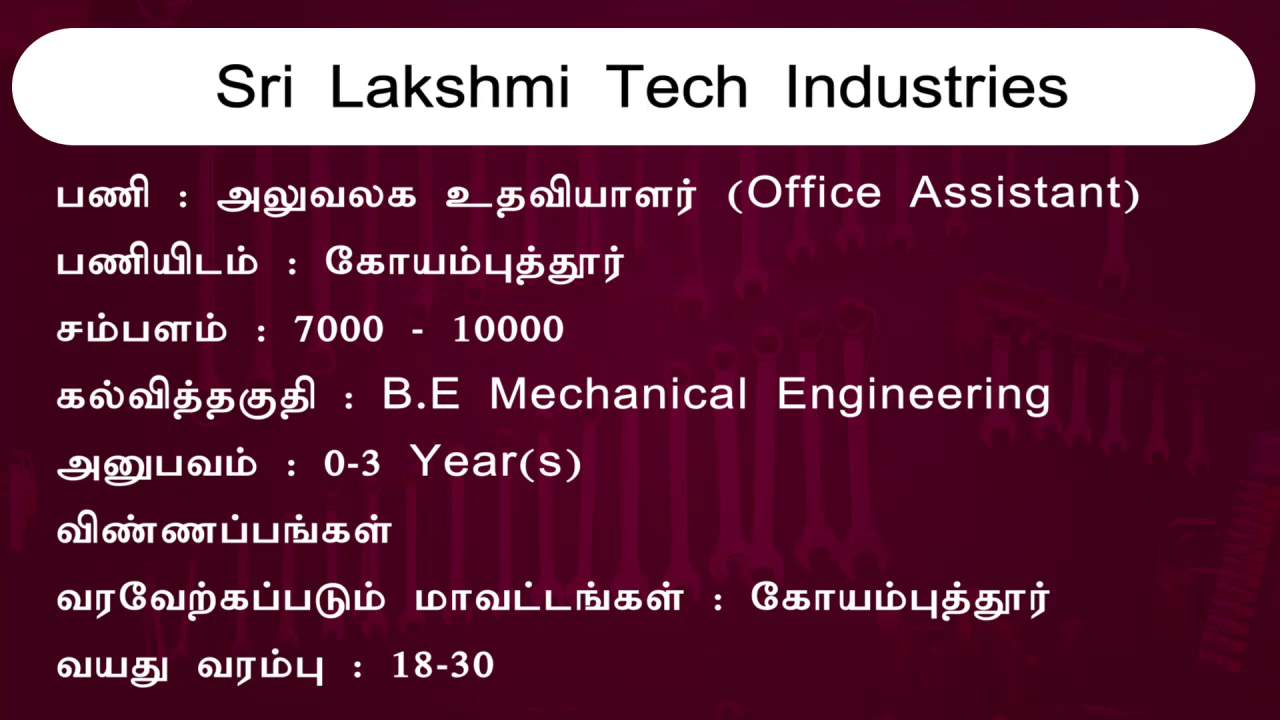 Sri Lakshmi Tech Industries
பணி : அலுவலக உதவியாளர் (Office Assistant)
பணியிடம் : கோயம்புத்தூர்
சம்பளம் : 7000 - 10000
கல்வித்தகுதி : B.E Mechanical Engineering
அனுபவம் : 0-3 Year(s)
விண்ணப்பங்கள்
வரவேற்கப்படும் மாவட்டங்கள் : கோயம்புத்தூர்
வயது வரம்பு : 18-30